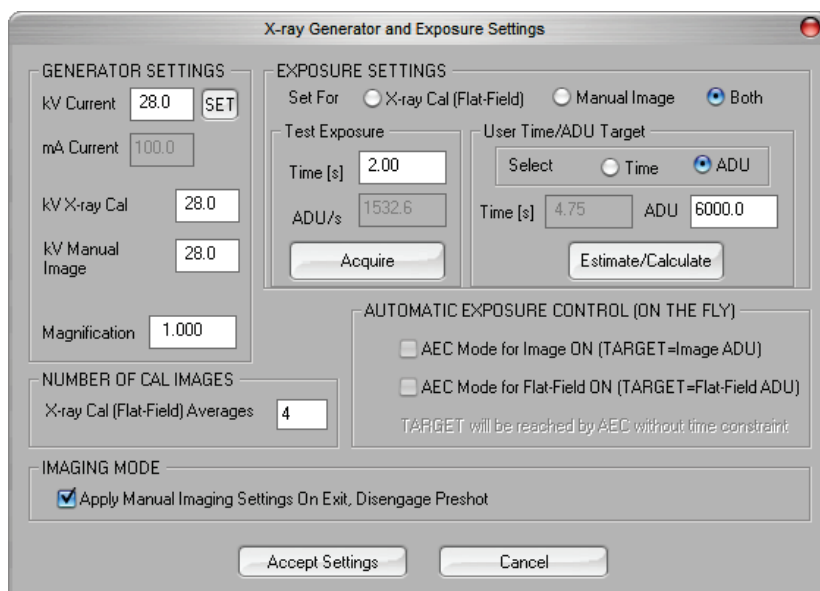 X-ray Generator and Exposure Settings
GENERATOR SETTINGS
kV Current 28.0 SET
mA Current 100.0
kV X-ray Cal 28.0
kV Manual Image 28.0
Magnification 1.000
EXPOSURE SETTINGS
Set For X-ray Cal (Flat-Field) Manual Image Both
Test Exposure
Time [s] 2.00
ADU/s 1532.6
Acquire
User Time/ADU Target
Select Time ADU
Time [s] 4.75 ADU 6000.0
Estimate/Calculate
AUTOMATIC EXPOSURE CONTROL (ON THE FLY)
AEC Mode for Image ON (TARGET=Image ADU)
AEC Mode for Flat-Field ON (TARGET=Flat-Field ADU)
TARGET will be reached by AEC without time constraint
NUMBER OF CAL IMAGES
X-ray Cal (Flat-Field) Averages 4
IMAGING MODE
Apply Manual Imaging Settings On Exit, Disengage Preshot
Accept Settings Cancel